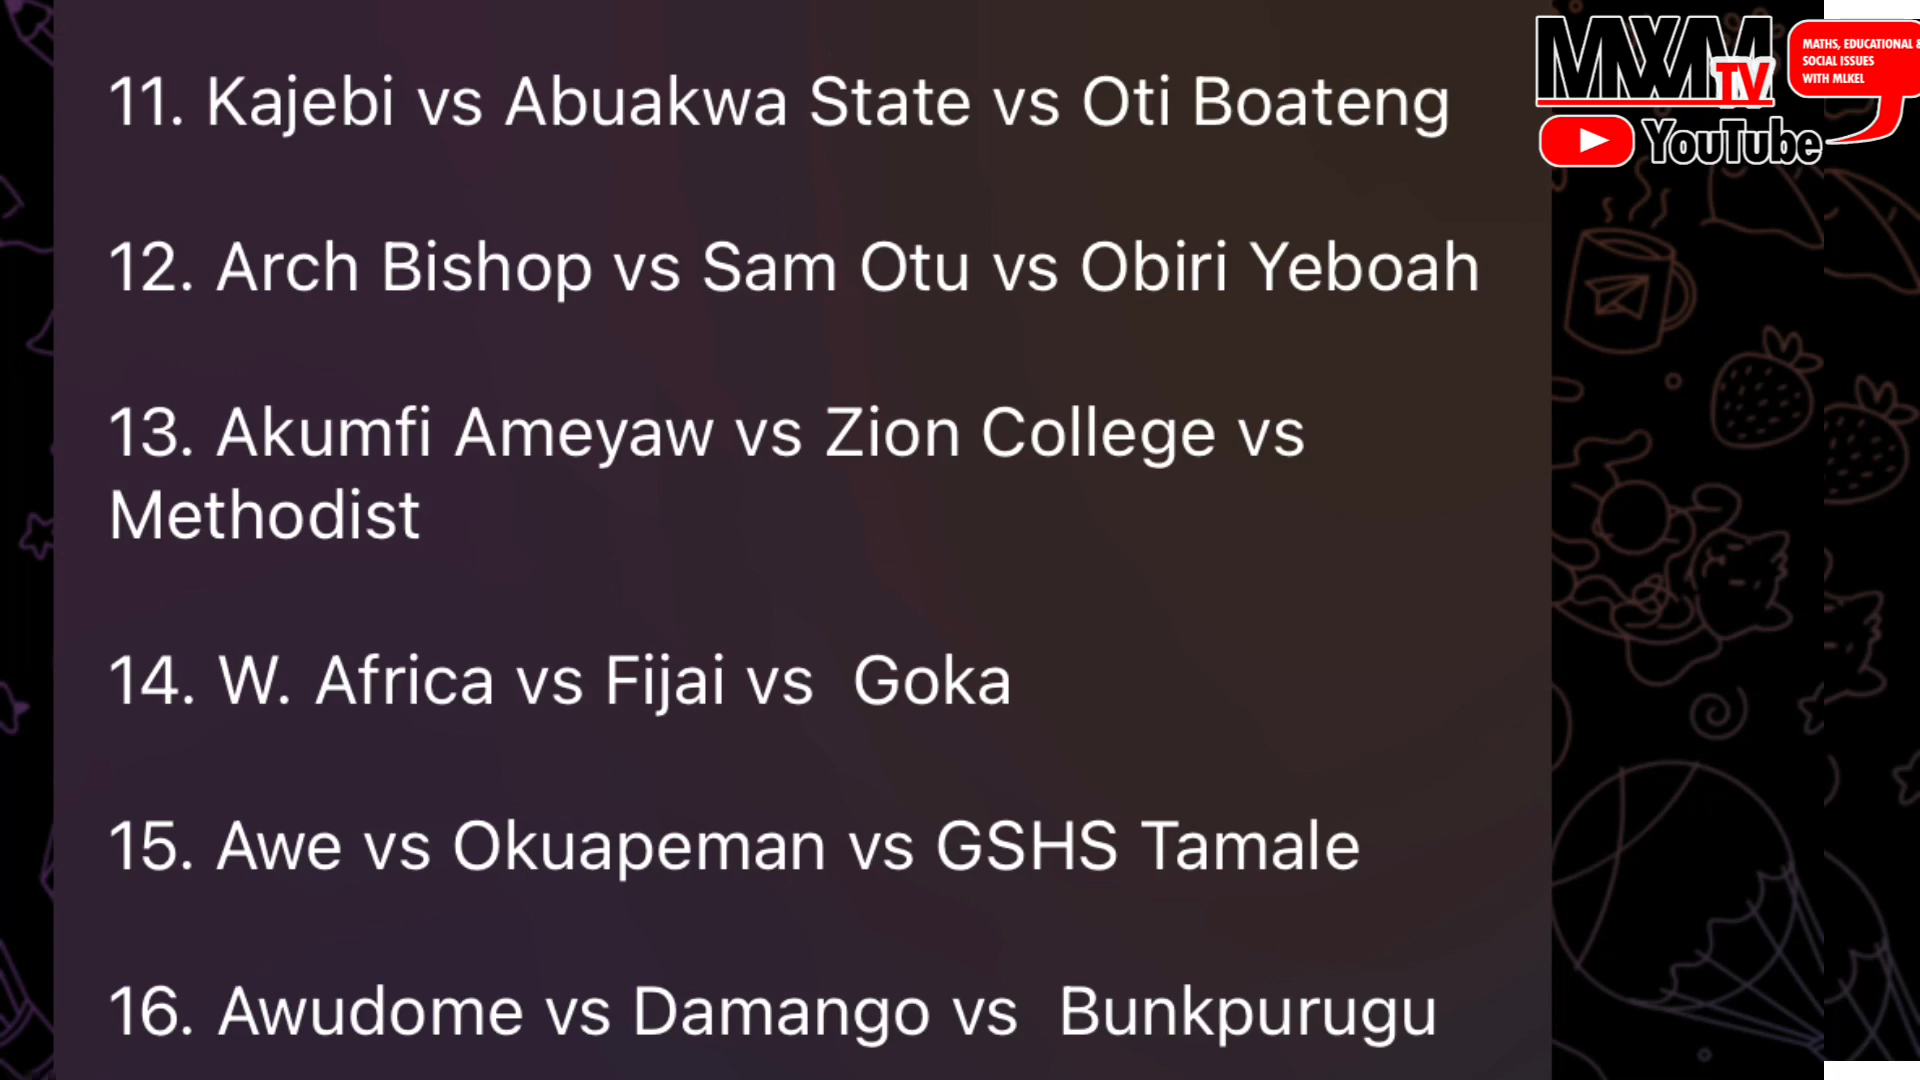 11. Kajebi vs Abuakwa State vs Oti Boateng
12. Arch Bishop vs Sam Otu vs Obiri Yeboah
13. Akumfi Ameyaw vs Zion College vs
Methodist
14. W. Africa vs Fijai vs  Goka
15. Awe vs Okuapeman vs GSHS Tamale
16. Awudome vs Damango vs  Bunkpurugu
MXM TV
YouTube
MATHS, EDUCATIONAL &
SOCIAL ISSUES
WITH MLKEL